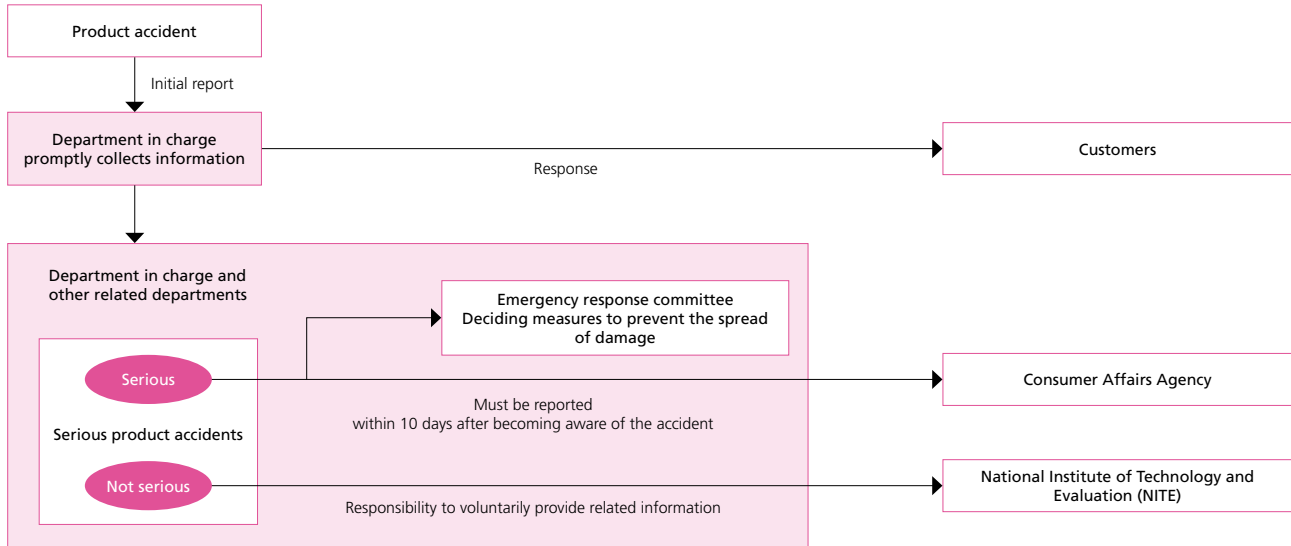 Product accident
Initial report
Department in charge
promptly collects information
Response
Customers
Department in charge and
other related departments
Emergency response committee
Deciding measures to prevent the spread
of damage
Serious
Consumer Affairs Agency
Must be reported
within 10 days after becoming aware of the accident
Serious product accidents
Not serious
National Institute of Technology and
Evaluation (NITE)
Responsibility to voluntarily provide related information